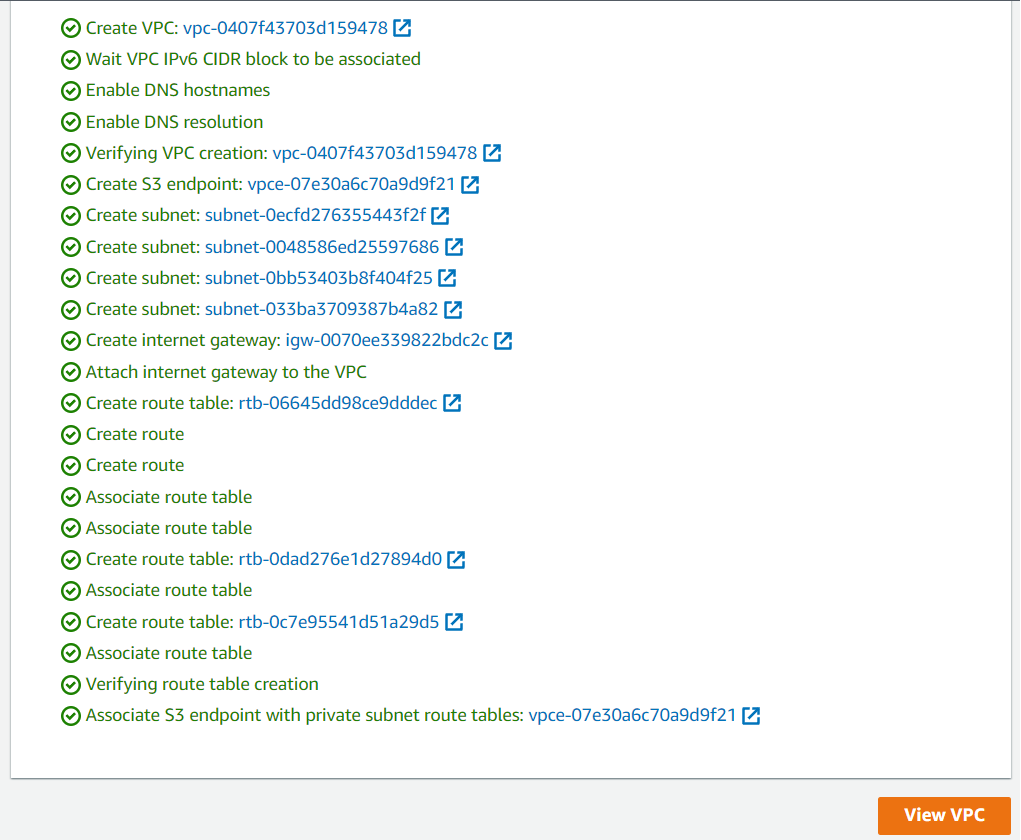 Create VPC: vpc-0407f43703d159478
Wait VPC IPv6 CIDR block to be associated
Enable DNS hostnames
Enable DNS resolution
Verifying VPC creation: vpc-0407f43703d159478
Create S3 endpoint: vpce-07e30a6c70a9d9f21
Create subnet: subnet-0ecfd276355443f2f
Create subnet: subnet-0048586ed25597686
Create subnet: subnet-0bb53403b8f404f25
Create subnet: subnet-033ba3709387b4a82
Create internet gateway: igw-0070ee339822bdc2c
Attach internet gateway to the VPC
Create route table: rtb-06645dd98ce9dddec
Create route
Create route
Associate route table
Associate route table
Create route table: rtb-0dad276e1d27894d0
Associate route table
Create route table: rtb-0c7e95541d51a29d5
Associate route table
Verifying route table creation
Associate S3 endpoint with private subnet route tables: vpce-07e30a6c70a9d9f21
View VPC